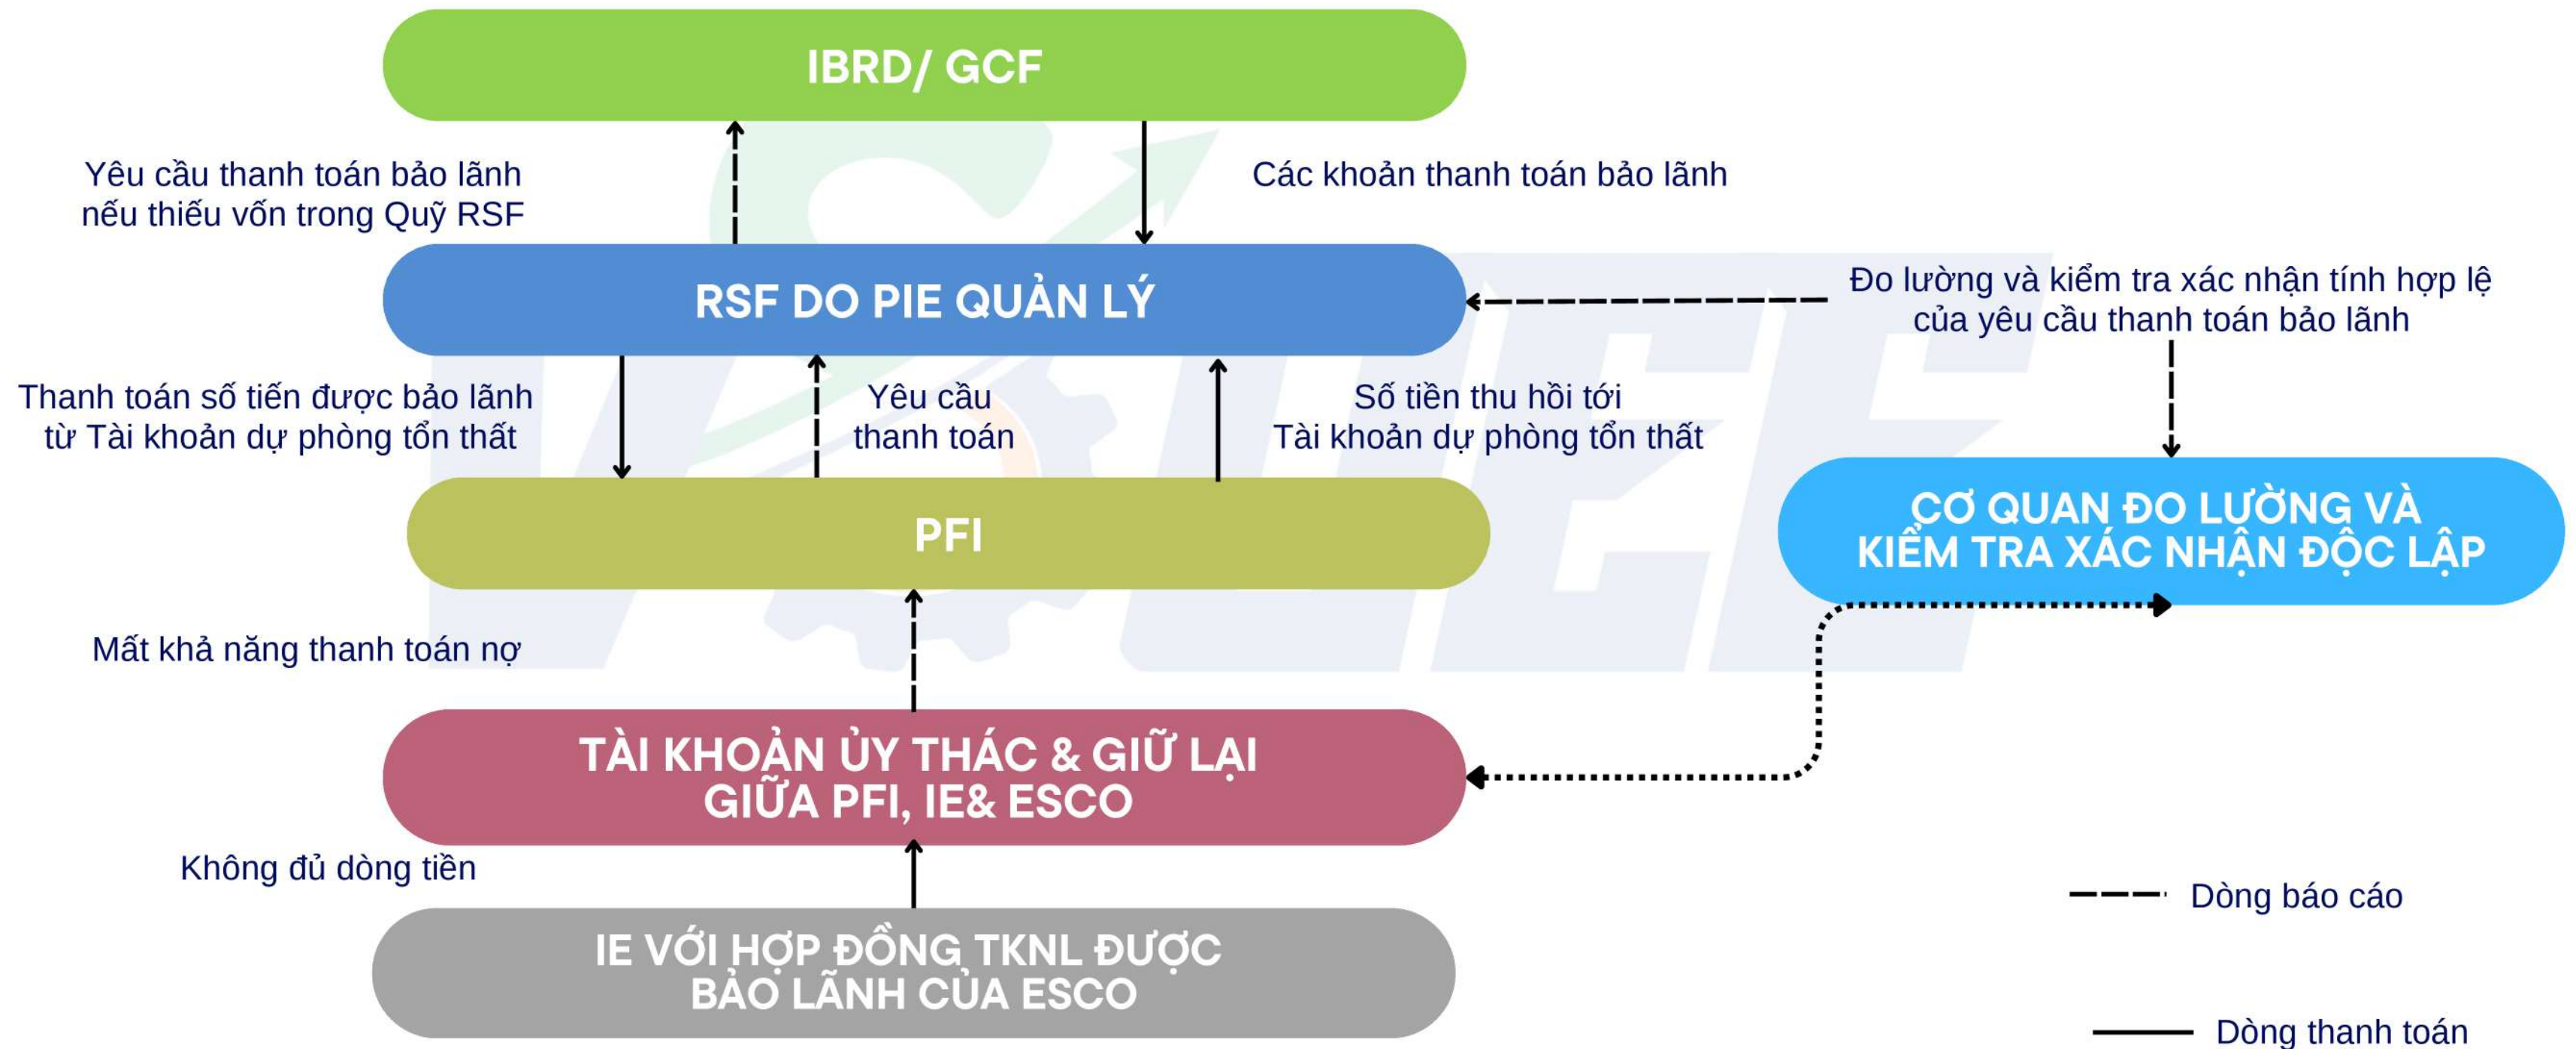 IBRD/ GCF
Yêu cầu thanh toán bảo lãnh
nếu thiếu vốn trong Quỹ RSF
Các khoản thanh toán bảo lãnh
RSF DO PIE QUẢN LÝ
Đo lường và kiểm tra xác nhận tính hợp lệ
của yêu cầu thanh toán bảo lãnh
Thanh toán số tiến được bảo lãnh
từ Tài khoản dự phòng tổn thất
Yêu cầu
thanh toán
Số tiền thu hồi tới
Tài khoản dự phòng tổn thất
PFI
CƠ QUAN ĐO LƯỜNG VÀ
KIỂM TRA XÁC NHẬN ĐỘC LẬP
Mất khả năng thanh toán nợ
TÀI KHOẢN ỦY THÁC & GIỮ LẠI
GIỮA PFI, IE& ESCO
Không đủ dòng tiền
IE VỚI HỢP ĐỒNG TKNL ĐƯỢC
BẢO LÃNH CỦA ESCO
Dòng báo cáo
Dòng thanh toán